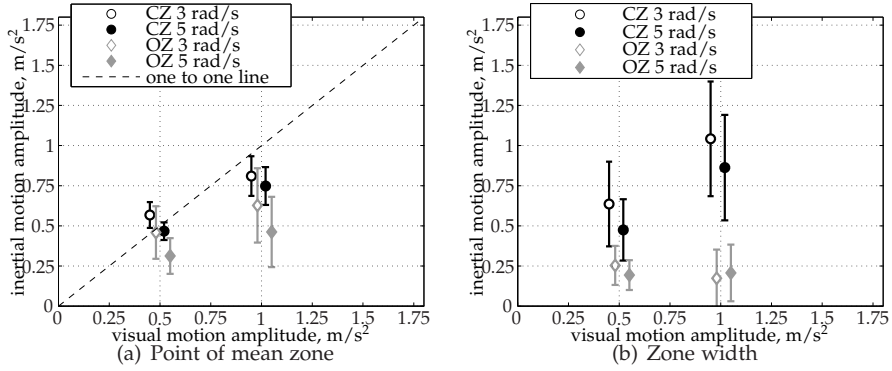 CZ 3 rad/s
CZ 5 rad/s
OZ 3 rad/s
OZ 5 rad/s
one to one line
inertial motion amplitude, m/s²
1.75
1.5
1.25
1
0.75
0.5
0.25
0
0 0.25 0.5 0.75 1 1.25 1.5 1.75
visual motion amplitude, m/s²
(a) Point of mean zone
CZ 3 rad/s
CZ 5 rad/s
OZ 3 rad/s
OZ 5 rad/s
inertial motion amplitude, m/s²
1.75
1.5
1.25
1
0.75
0.5
0.25
0
0 0.25 0.5 0.75 1 1.25 1.5 1.75
visual motion amplitude, m/s²
(b) Zone width